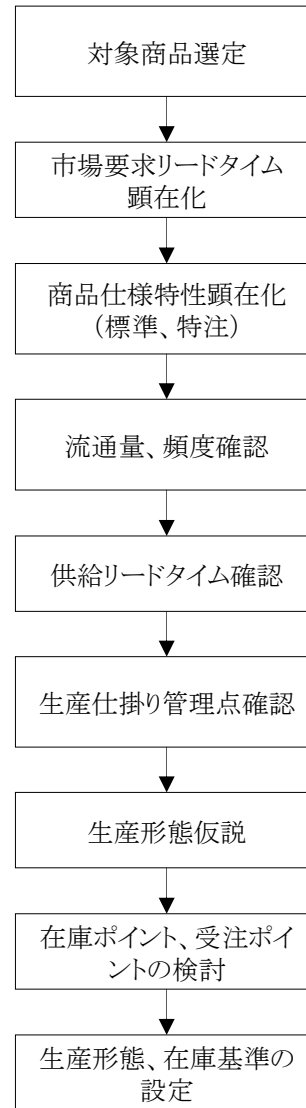 対象商品選定
市場要求リードタイム
顕在化
商品仕様特性顕在化
（標準、特注）
流通量、頻度確認
供給リードタイム確認
生産仕掛り管理点確認
生産形態仮説
在庫ポイント、受注ポイ
ントの検討
生産形態、在庫基準の
設定